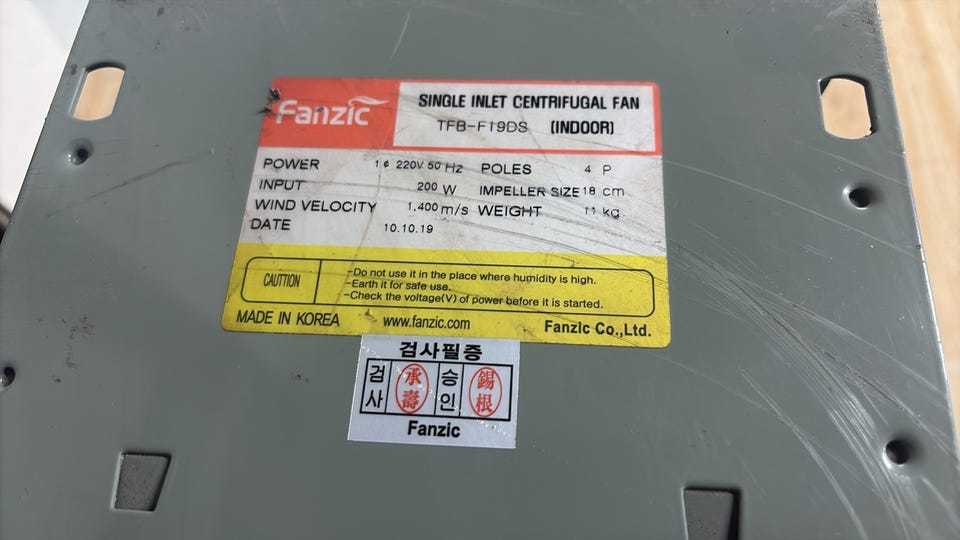 Fanzic
SINGLE INLET CENTRIFUGAL FAN
TFB-F19DS (INDOOR)
POWER 1¢ 220V 50 Hz POLES 4 P
INPUT 200 W IMPELLER SIZE 18 cm
WIND VELOCITY 1,400 m/s WEIGHT 11 kg
DATE 10.10.19
CAUTTION
-Do not use it in the place where humidity is high.
-Earth it for safe use.
-Check the voltage(V) of power before it is started.
MADE IN KOREA www.fanzic.com Fanzic Co.,Ltd.
검사필증
검사 承壽 승인 錫根
Fanzic